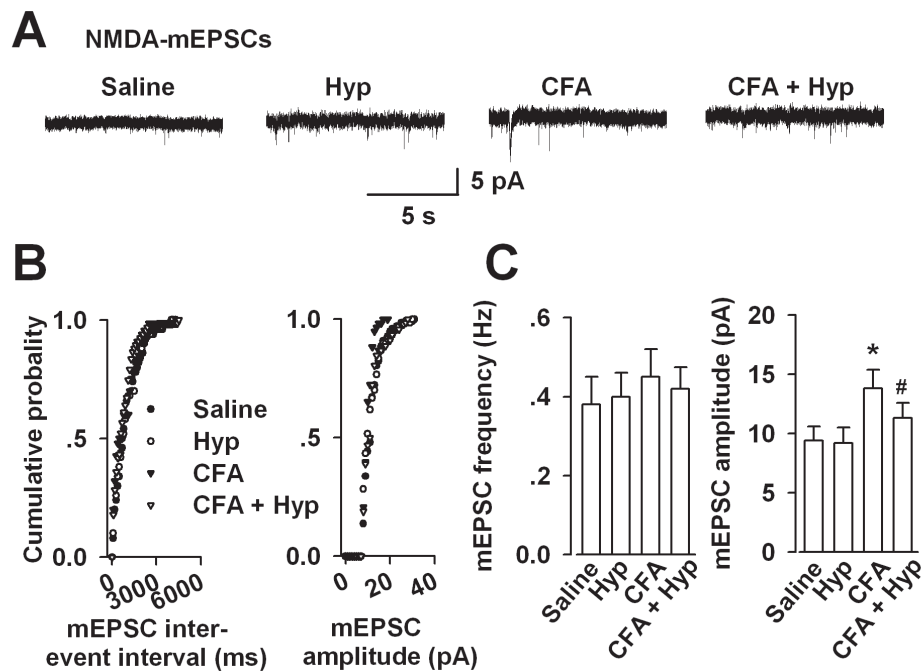 A
NMDA-mEPSCs
Saline
Hyp
CFA
CFA + Hyp
5 pA
5 s
B
Cumulative probality
1.0
.5
0.0
0
3000
6000
mEPSC inter-
event interval (ms)
Saline
Hyp
CFA
CFA + Hyp
1.0
.5
0.0
0
20
40
mEPSC
amplitude (pA)
C
mEPSC frequency (Hz)
.6
.4
.2
0.0
Saline
Hyp
CFA
CFA + Hyp
mEPSC amplitude (pA)
20
15
10
5
0
*
#
Saline
Hyp
CFA
CFA + Hyp